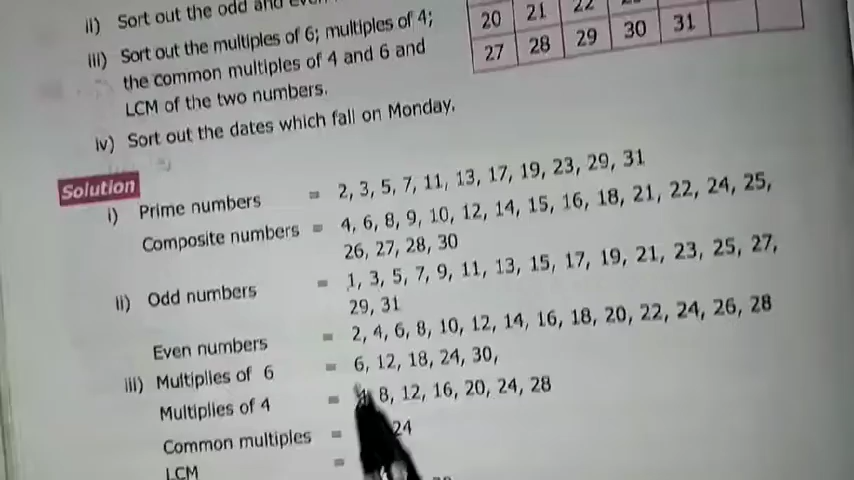 ii) Sort out the odd and even
iii) Sort out the multiples of 6; multiples of 4;
the common multiples of 4 and 6 and
LCM of the two numbers.
iv) Sort out the dates which fall on Monday.
20 21 22
27 28 29 30 31
Solution
i) Prime numbers = 2, 3, 5, 7, 11, 13, 17, 19, 23, 29, 31
Composite numbers = 4, 6, 8, 9, 10, 12, 14, 15, 16, 18, 21, 22, 24, 25,
26, 27, 28, 30
ii) Odd numbers = 1, 3, 5, 7, 9, 11, 13, 15, 17, 19, 21, 23, 25, 27,
29, 31
Even numbers = 2, 4, 6, 8, 10, 12, 14, 16, 18, 20, 22, 24, 26, 28
iii) Multiplies of 6 = 6, 12, 18, 24, 30,
Multiplies of 4 = 4, 8, 12, 16, 20, 24, 28
Common multiples = 24
LCM =